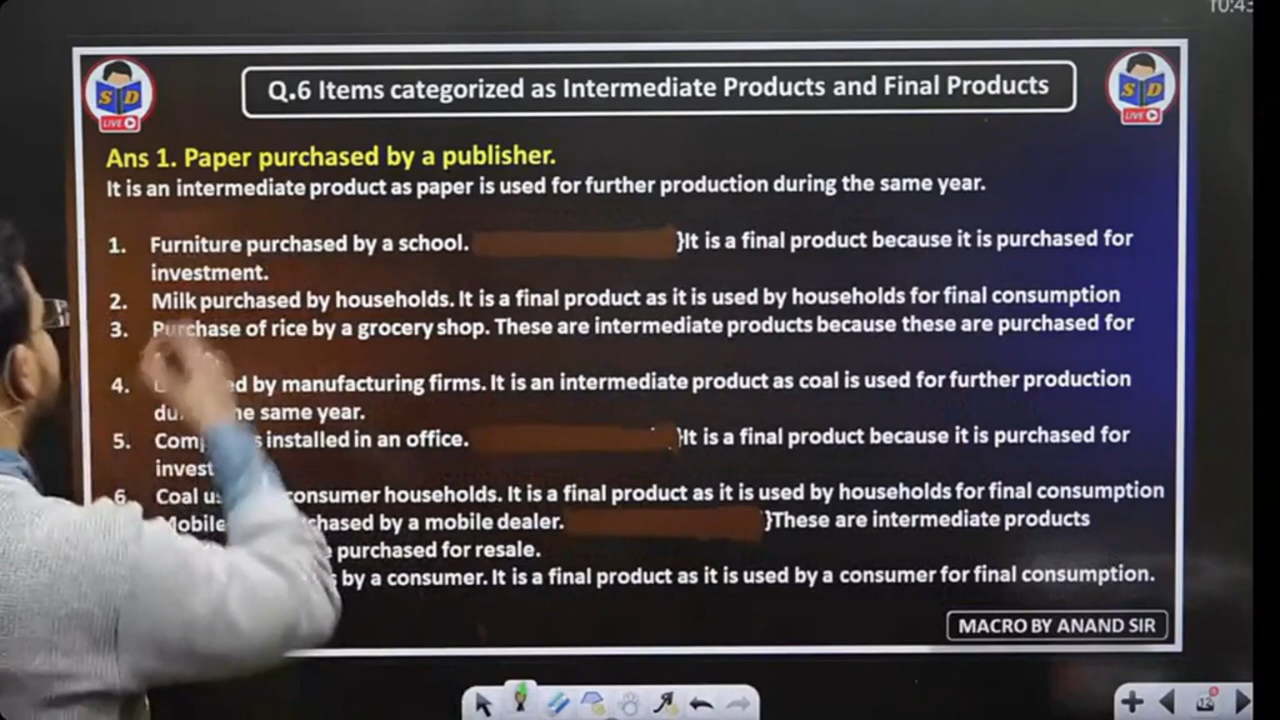 10:43
Q.6 Items categorized as Intermediate Products and Final Products
S D
LIVE
S D
LIVE
Ans 1. Paper purchased by a publisher.
It is an intermediate product as paper is used for further production during the same year.
1. Furniture purchased by a school. }It is a final product because it is purchased for
investment.
2. Milk purchased by households. It is a final product as it is used by households for final consumption
3. Purchase of rice by a grocery shop. These are intermediate products because these are purchased for
4. by manufacturing firms. It is an intermediate product as coal is used for further production
same year.
5. installed in an office. }It is a final product because it is purchased for
6. Coal consumer households. It is a final product as it is used by households for final consumption
Mobile by a mobile dealer. }These are intermediate products
purchased for resale.
by a consumer. It is a final product as it is used by a consumer for final consumption.
MACRO BY ANAND SIR